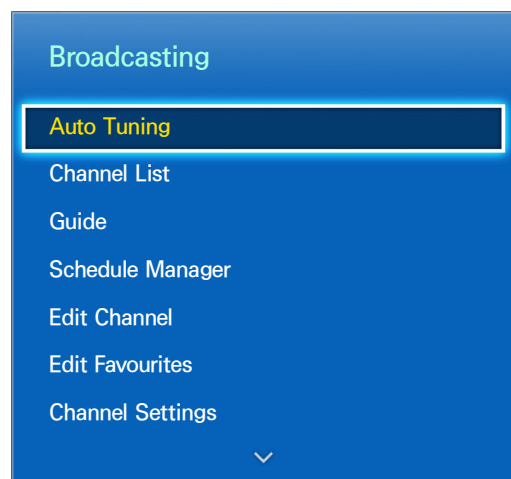 Broadcasting
Auto Tuning
Channel List
Guide
Schedule Manager
Edit Channel
Edit Favourites
Channel Settings